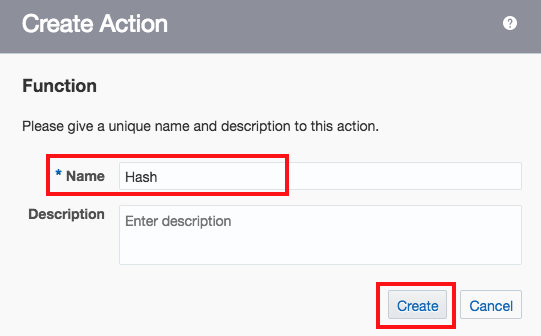 Create Action
?
Function
Please give a unique name and description to this action.
* Name Hash
Description Enter description
Create Cancel